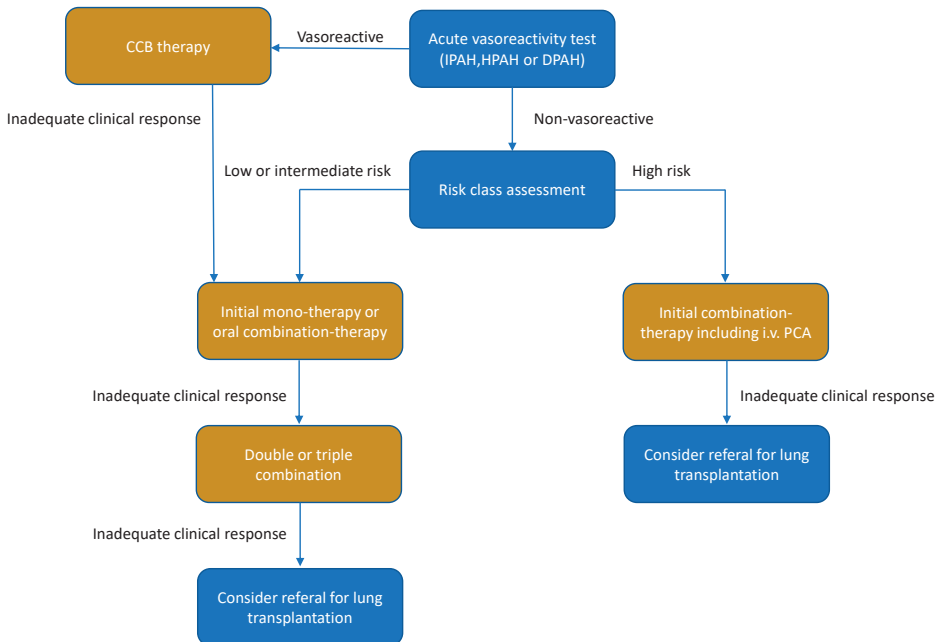 CCB therapy
Vasoreactive
Acute vasoreactivity test
(IPAH,HPAH or DPAH)
Inadequate clinical response
Non-vasoreactive
Low or intermediate risk
Risk class assessment
High risk
Initial mono-therapy or
oral combination-therapy
Initial combination-
therapy including i.v. PCA
Inadequate clinical response
Inadequate clinical response
Double or triple
combination
Consider referal for lung
transplantation
Inadequate clinical response
Consider referal for lung
transplantation